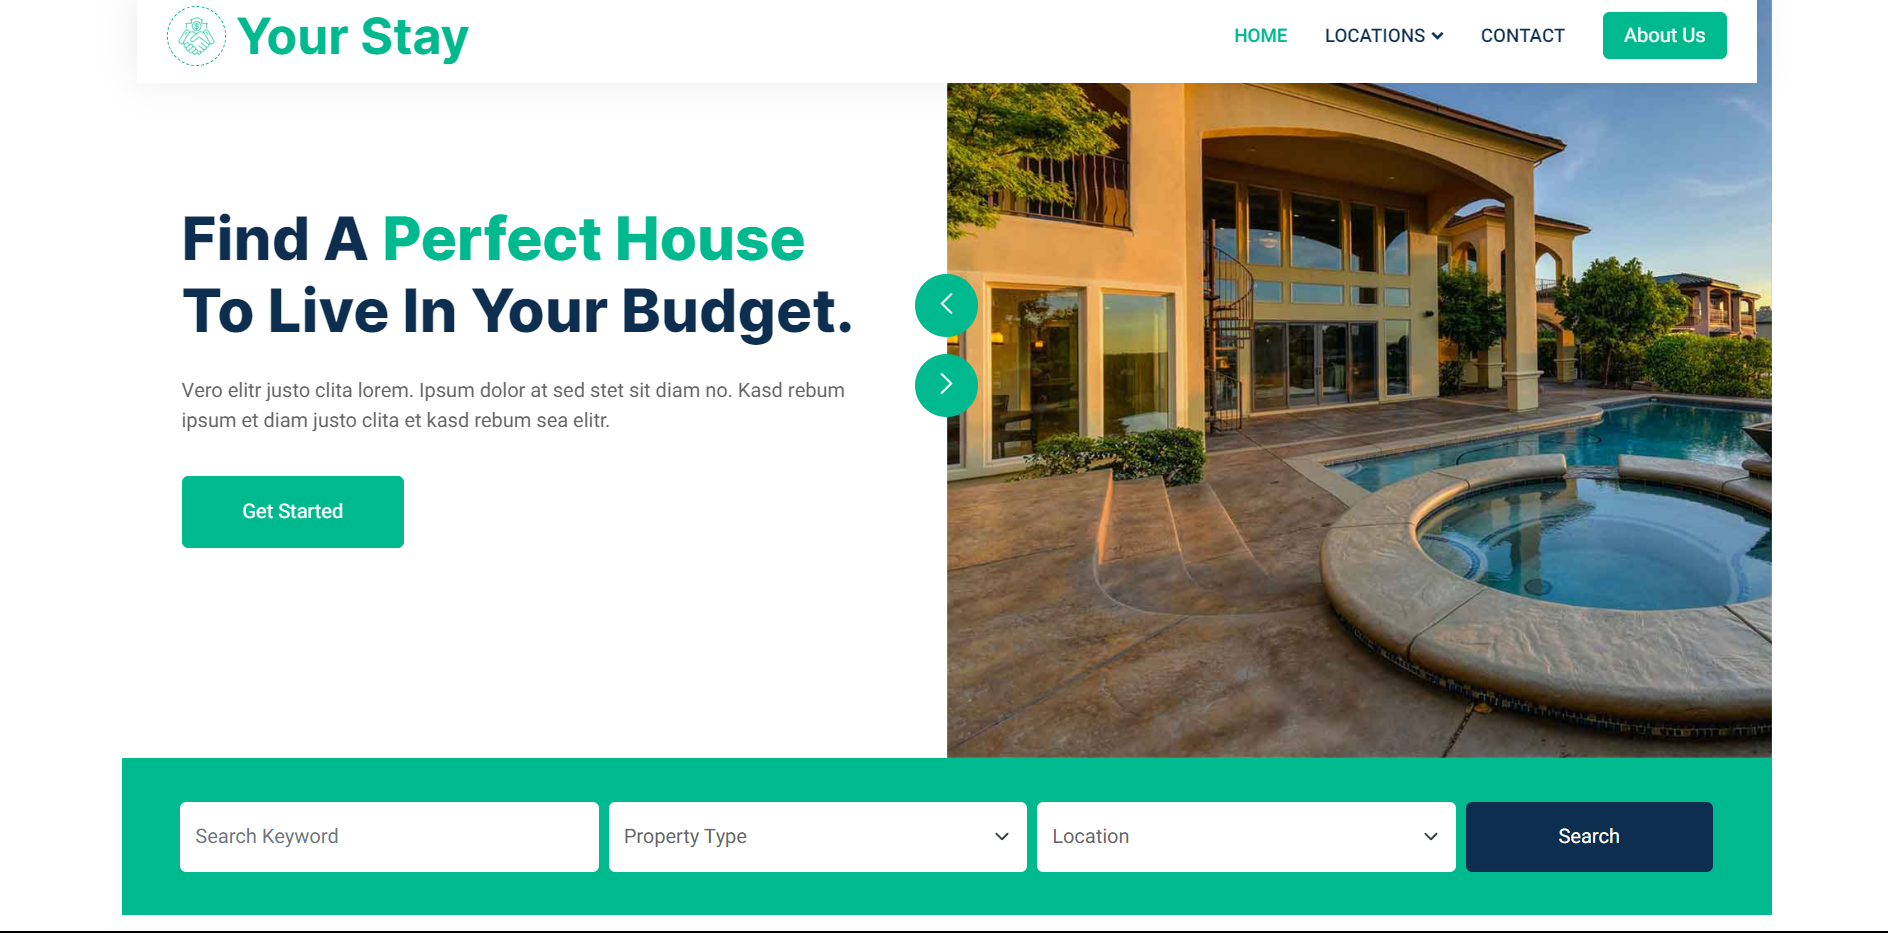 Your Stay
HOME
LOCATIONS
CONTACT
About Us
Find A Perfect House
To Live In Your Budget.
Vero elitr justo clita lorem. Ipsum dolor at sed stet sit diam no. Kasd rebum
ipsum et diam justo clita et kasd rebum sea elitr.
Get Started
Search Keyword
Property Type
Location
Search